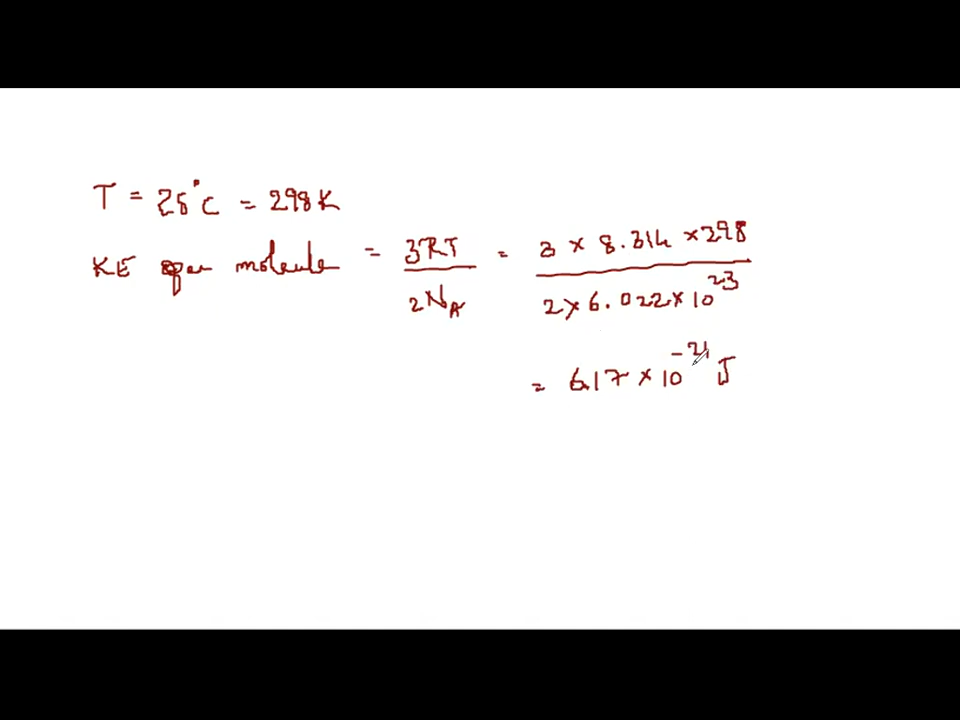 T = 25°C = 298K
KE per molecule = 3RT / 2N_A = 3 × 8.314 × 298 / 2 × 6.022 × 10^23
= 6.17 × 10^-21 J